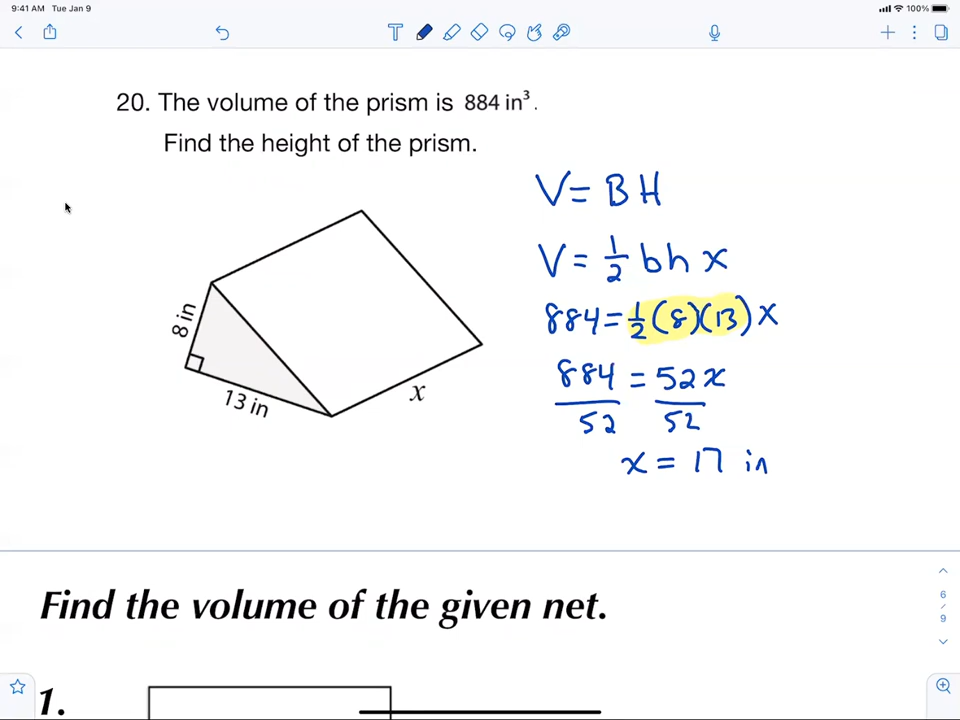 9:41 AM Tue Jan 9
100%
20. The volume of the prism is 884 in³.
Find the height of the prism.
V = B H
V = 1/2 bh x
884 = 1/2 (8)(13) x
884 = 52x
52 52
x = 17 in
8 in
13 in
x
Find the volume of the given net.
6
/
9
1.